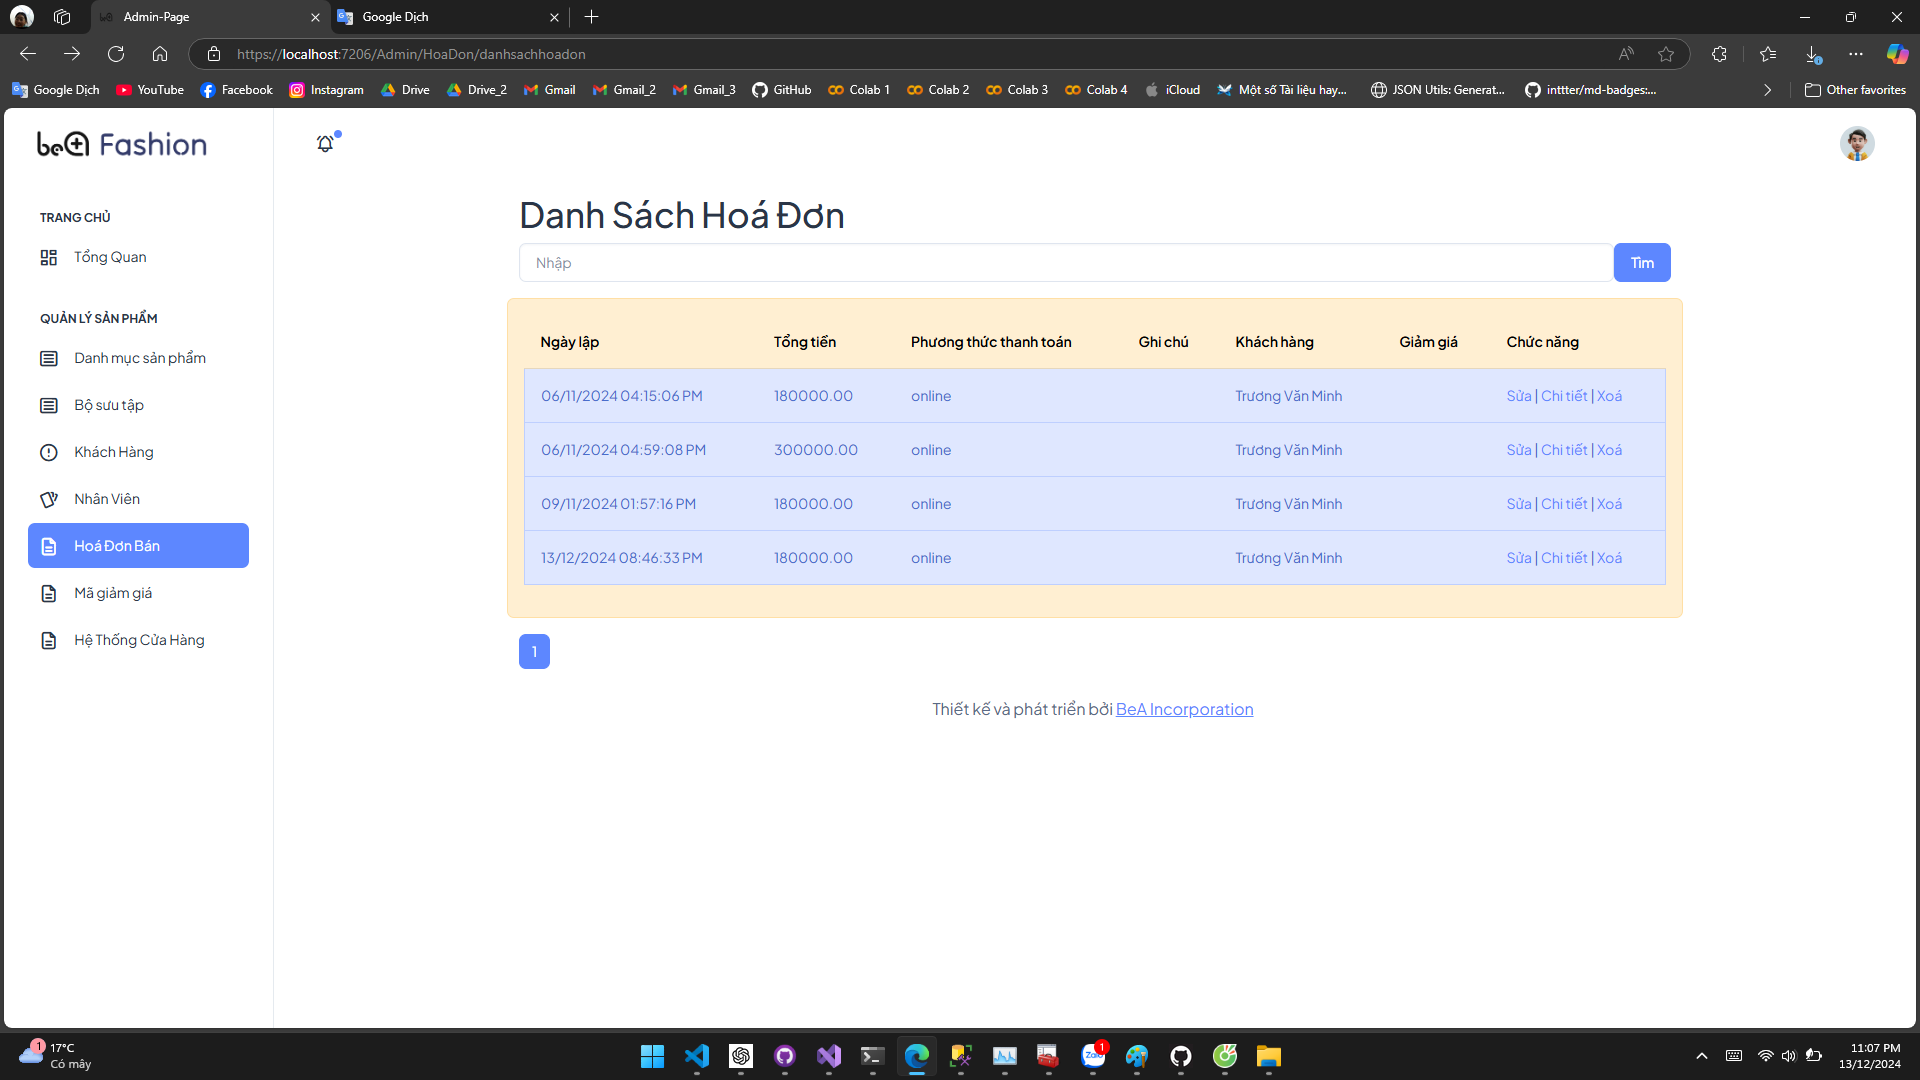 Admin-Page
Google Dịch
https://localhost:7206/Admin/HoaDon/danhsachhoadon
Google Dịch YouTube Facebook Instagram Drive Drive_2 Gmail Gmail_2 Gmail_3 GitHub Colab 1 Colab 2 Colab 3 Colab 4 iCloud Một số Tài liệu hay... JSON Utils: Generat... inttter/md-badges:... Other favorites
beA Fashion
TRANG CHỦ
Tổng Quan
QUẢN LÝ SẢN PHẨM
Danh mục sản phẩm
Bộ sưu tập
Khách Hàng
Nhân Viên
Hoá Đơn Bán
Mã giảm giá
Hệ Thống Cửa Hàng
Danh Sách Hoá Đơn
Nhập
Tìm
Ngày lập Tổng tiền Phương thức thanh toán Ghi chú Khách hàng Giảm giá Chức năng
06/11/2024 04:15:06 PM 180000.00 online Trương Văn Minh Sửa | Chi tiết | Xoá
06/11/2024 04:59:08 PM 300000.00 online Trương Văn Minh Sửa | Chi tiết | Xoá
09/11/2024 01:57:16 PM 180000.00 online Trương Văn Minh Sửa | Chi tiết | Xoá
13/12/2024 08:46:33 PM 180000.00 online Trương Văn Minh Sửa | Chi tiết | Xoá
1
Thiết kế và phát triển bởi BeA Incorporation
1
17°C
Có mây
Zalo
1
11:07 PM
13/12/2024